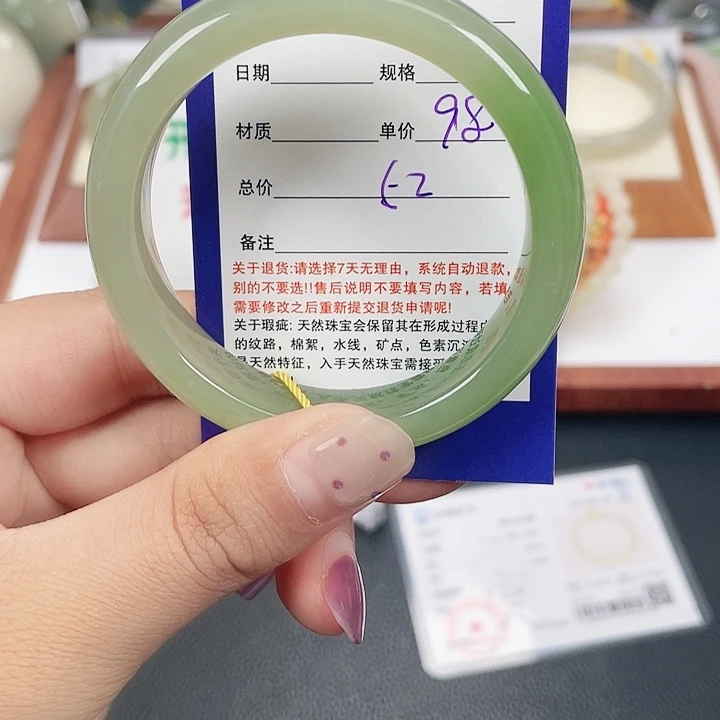 日期 规格
材质 单价 98
总价
备注
关于退货:请选择7天无理由，系统自动退款，
别的不要选!!售后说明不要填写内容，若填
需要修改之后重新提交退货申请呢!
关于瑕疵: 天然珠宝会保留其在形成过程
的纹路，棉絮，水线，矿点，色素沉
天然特征，入手天然珠宝需接